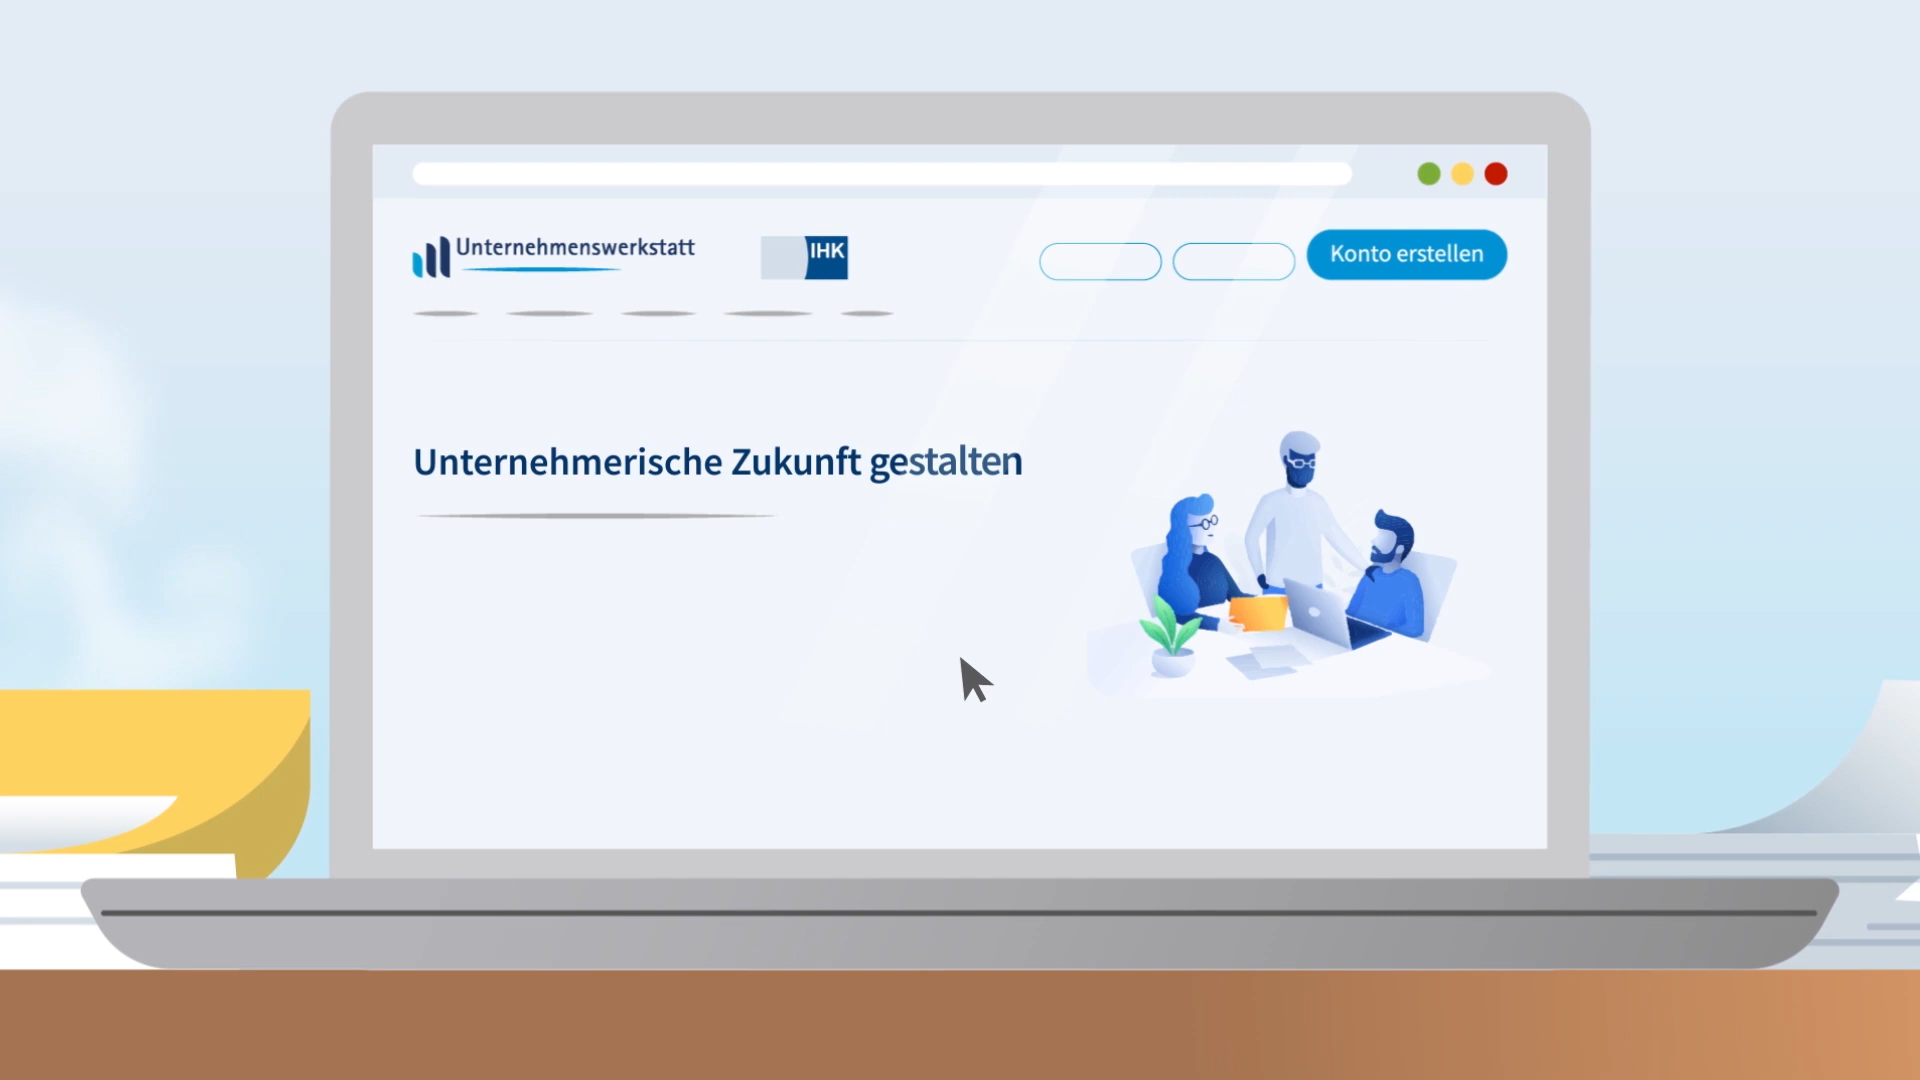 Unternehmenswerkstatt
IHK
Konto erstellen
Unternehmerische Zukunft gestalten